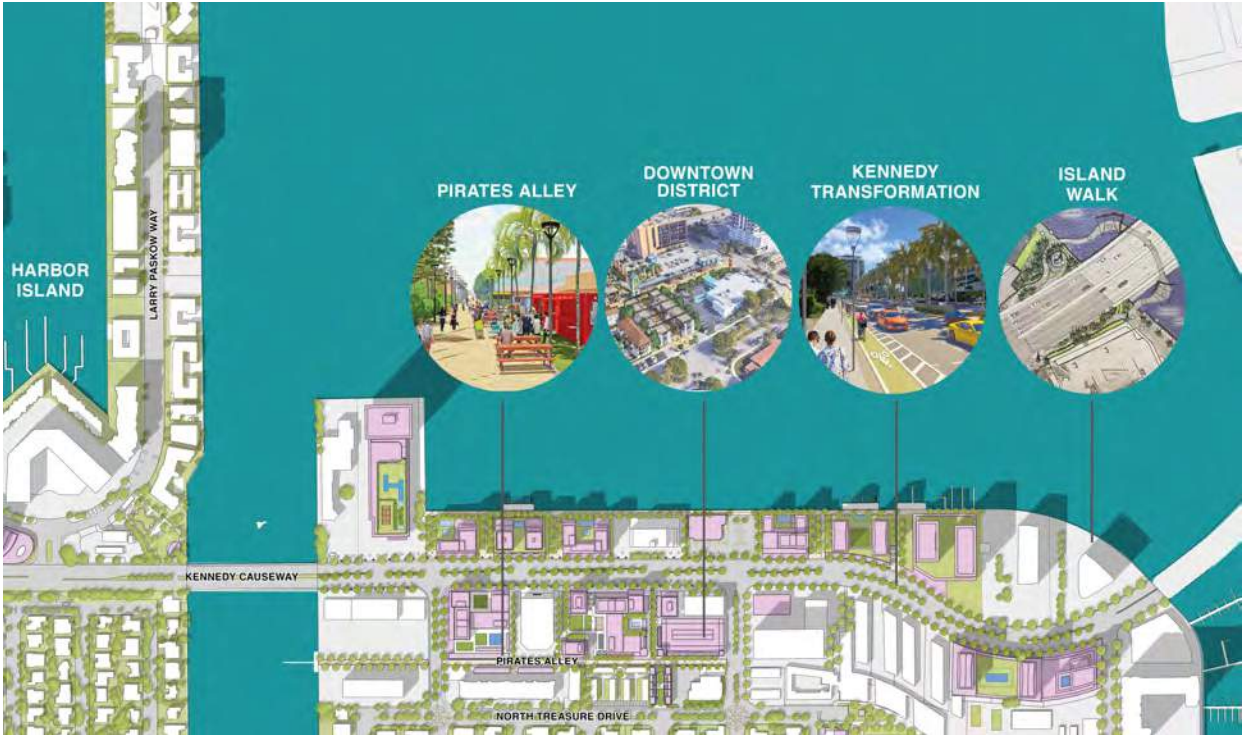 PIRATES ALLEY
DOWNTOWN
DISTRICT
KENNEDY
TRANSFORMATION
ISLAND
WALK
HARBOR
ISLAND
LARRY PASKOW WAY
KENNEDY CAUSEWAY
PIRATES ALLEY
NORTH TREASURE DRIVE